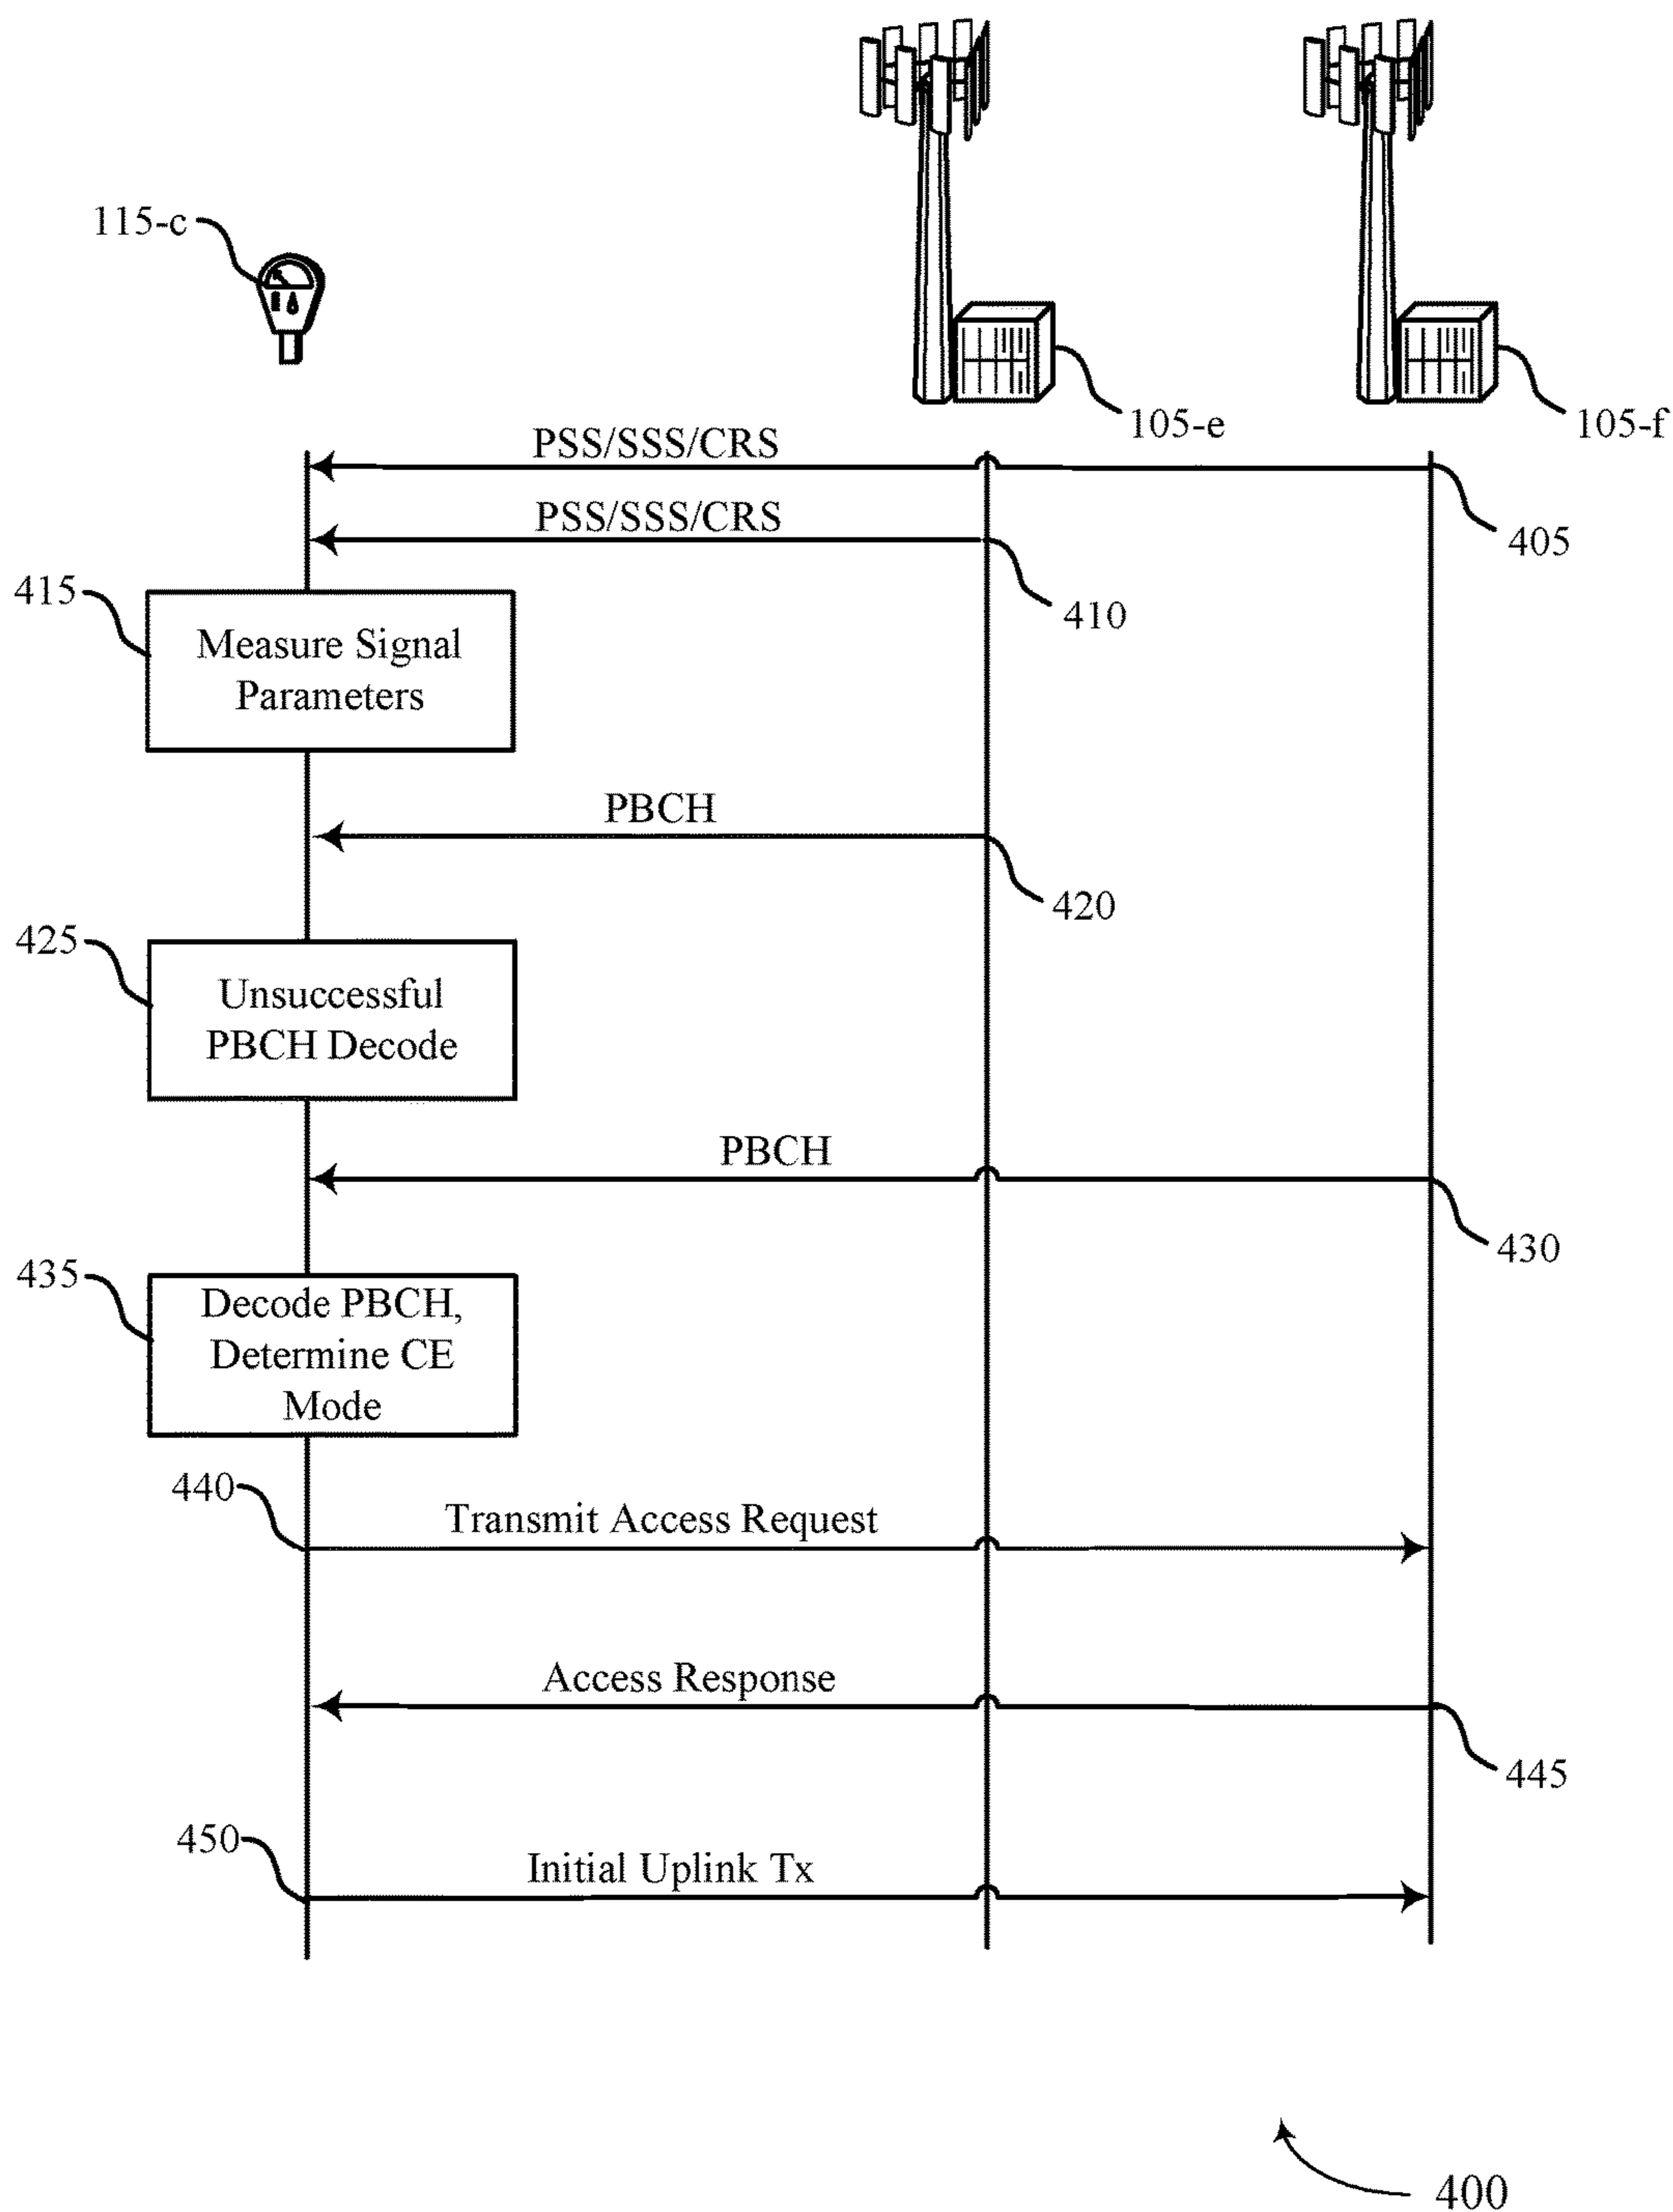 115-c
105-e
105-f
PSS/SSS/CRS
405
PSS/SSS/CRS
410
415
Measure Signal
Parameters
PBCH
420
425
Unsuccessful
PBCH Decode
PBCH
430
435
Decode PBCH,
Determine CE
Mode
440
Transmit Access Request
Access Response
445
450
Initial Uplink Tx
400